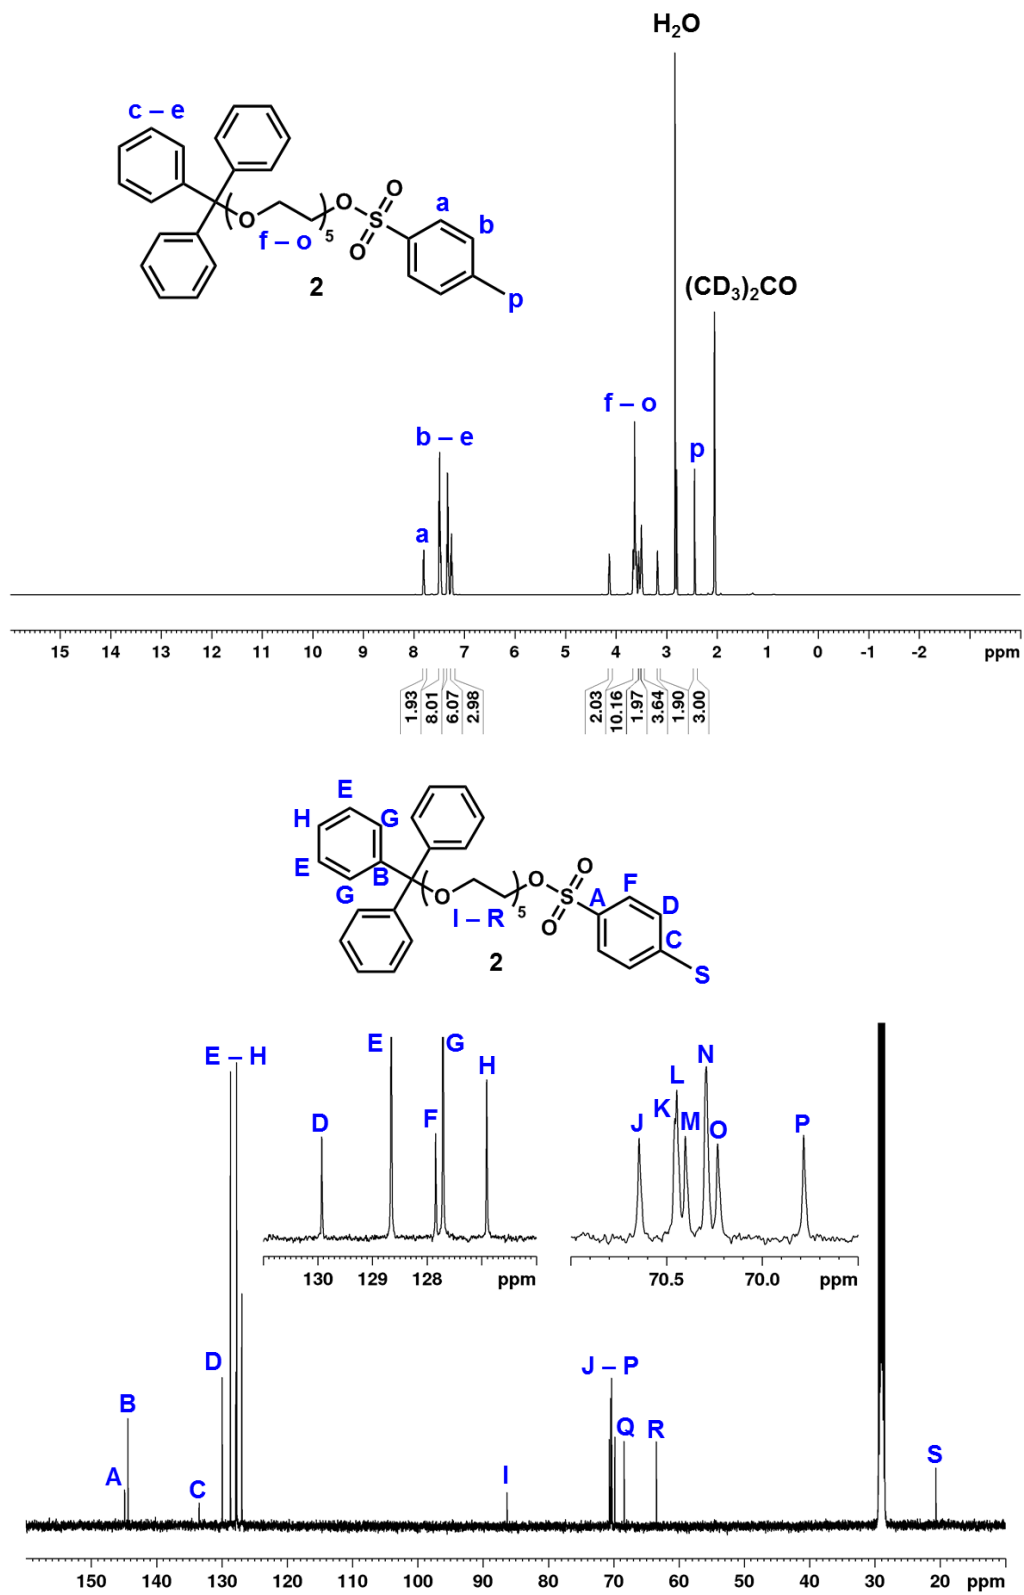 H₂O
c – e
O
O
S
O
O
5
f – o
a
b
p
2
(CD₃)₂CO
f – o
b – e
p
a
15 14 13 12 11 10 9 8 7 6 5 4 3 2 1 0 -1 -2 ppm
1.93 8.01 6.07 2.98 2.03 10.16 1.97 3.64 1.90 3.00
E
H
G
E
B
G
O
O
S
O
O
5
I – R
A
F
D
C
S
2
E – H
D
E
F
G
H
J
K
L
M
N
O
P
130 129 128 ppm
70.5 70.0 ppm
D
J – P
B
Q
R
A
C
I
S
150 140 130 120 110 100 90 80 70 60 50 40 30 20 ppm